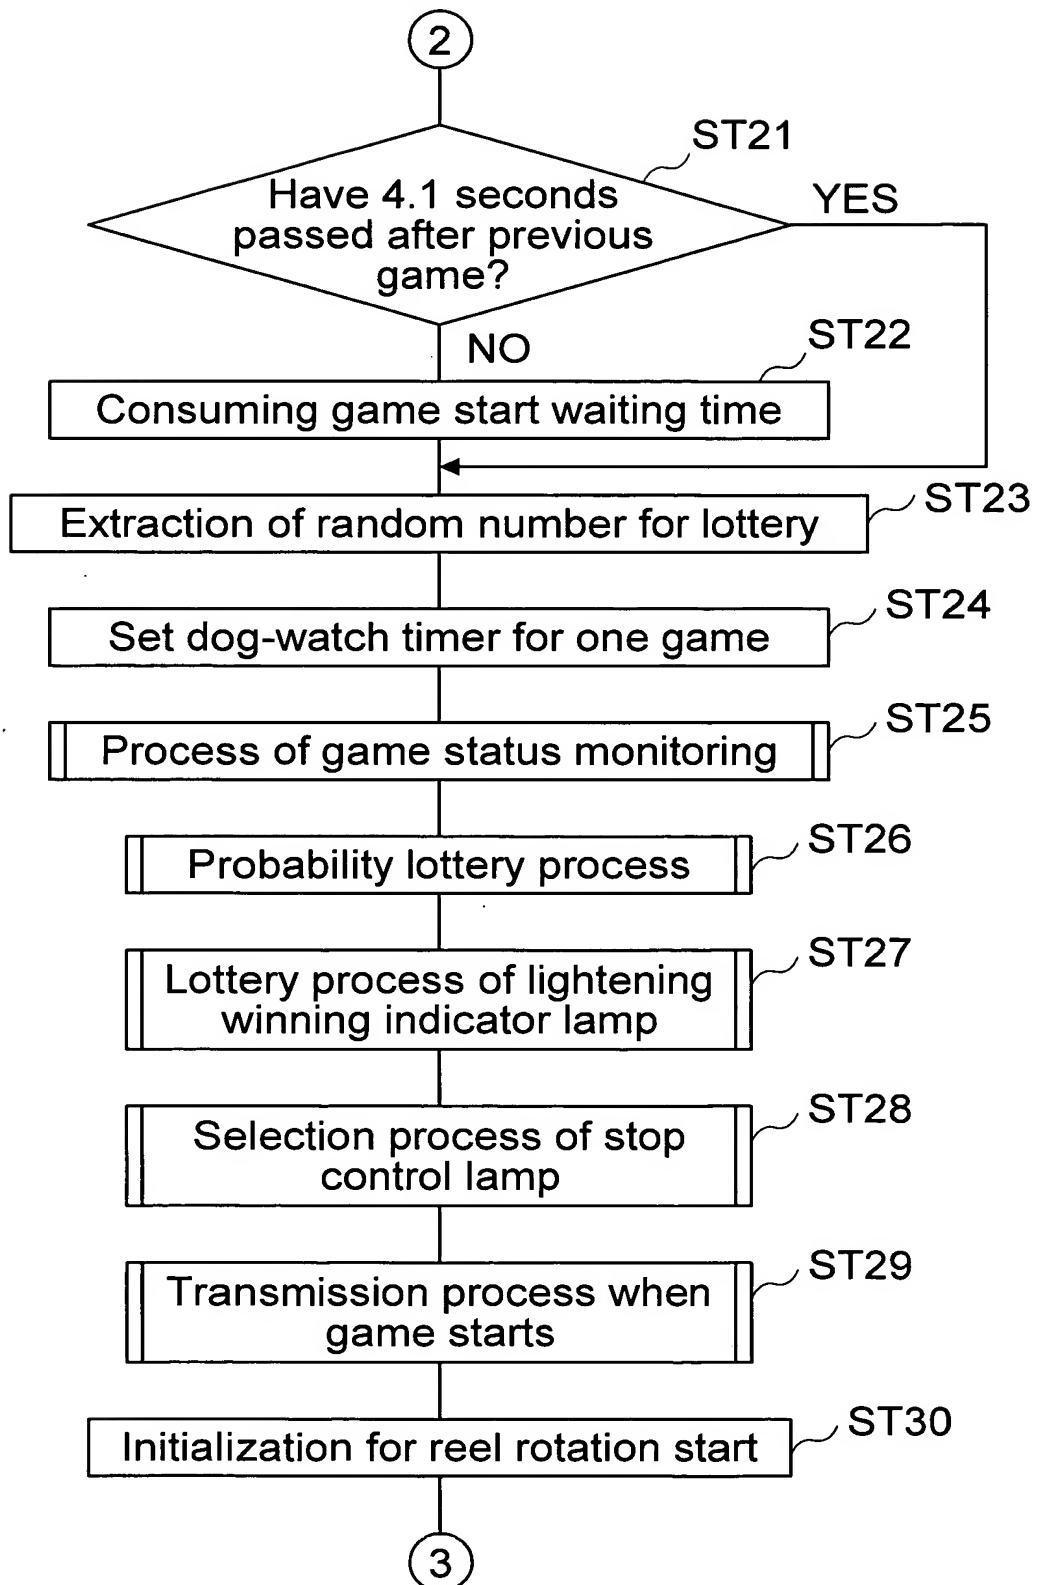 2
ST21
Have 4.1 seconds
passed after previous
game?
YES
NO
ST22
Consuming game start waiting time
ST23
Extraction of random number for lottery
ST24
Set dog-watch timer for one game
ST25
Process of game status monitoring
ST26
Probability lottery process
ST27
Lottery process of lightening
winning indicator lamp
ST28
Selection process of stop
control lamp
ST29
Transmission process when
game starts
ST30
Initialization for reel rotation start
3